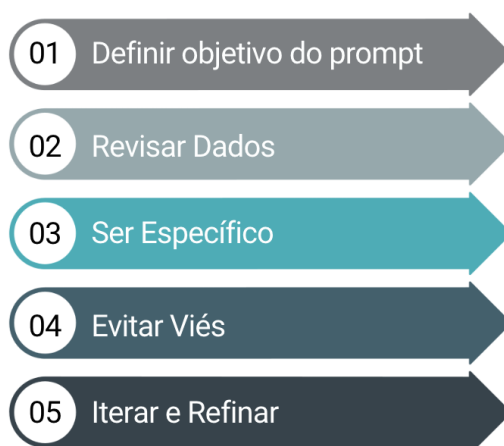 01 Definir objetivo do prompt
02 Revisar Dados
03 Ser Específico
04 Evitar Viés
05 Iterar e Refinar